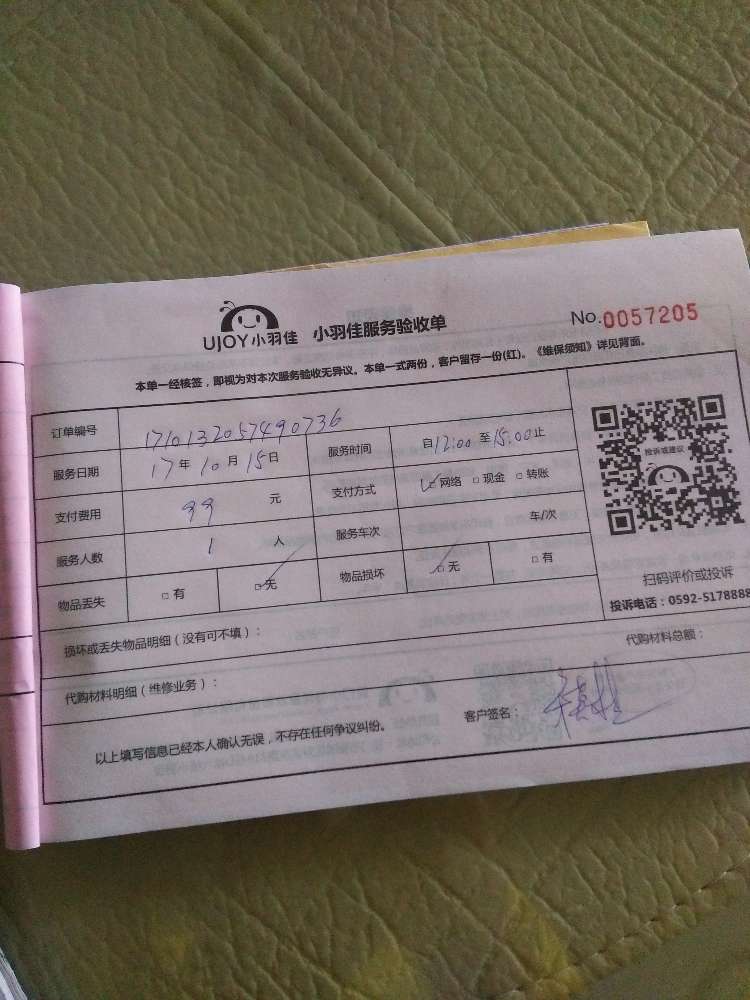 UJOY小羽佳 小羽佳服务验收单 No.0057205
本单一经核签，即视为对本次服务验收无异议。本单一式两份，客户留存一份(红)。《维保须知》详见背面。
订单编号 1710132057490736
服务日期 17年10月15日 服务时间 自12:00至15:00止
支付费用 99 元 支付方式 ☑网络 □现金 □转账
服务人数 1 人 服务车次 车/次
物品丢失 □有 ☑无 物品损坏 ☑无 □有
投诉或建议
扫码评价或投诉
投诉电话：0592-5178888
损坏或丢失物品明细（没有可不填）：
代购材料明细（维修业务）： 代购材料总额：
以上填写信息已经本人确认无误，不存在任何争议纠纷。 客户签名：